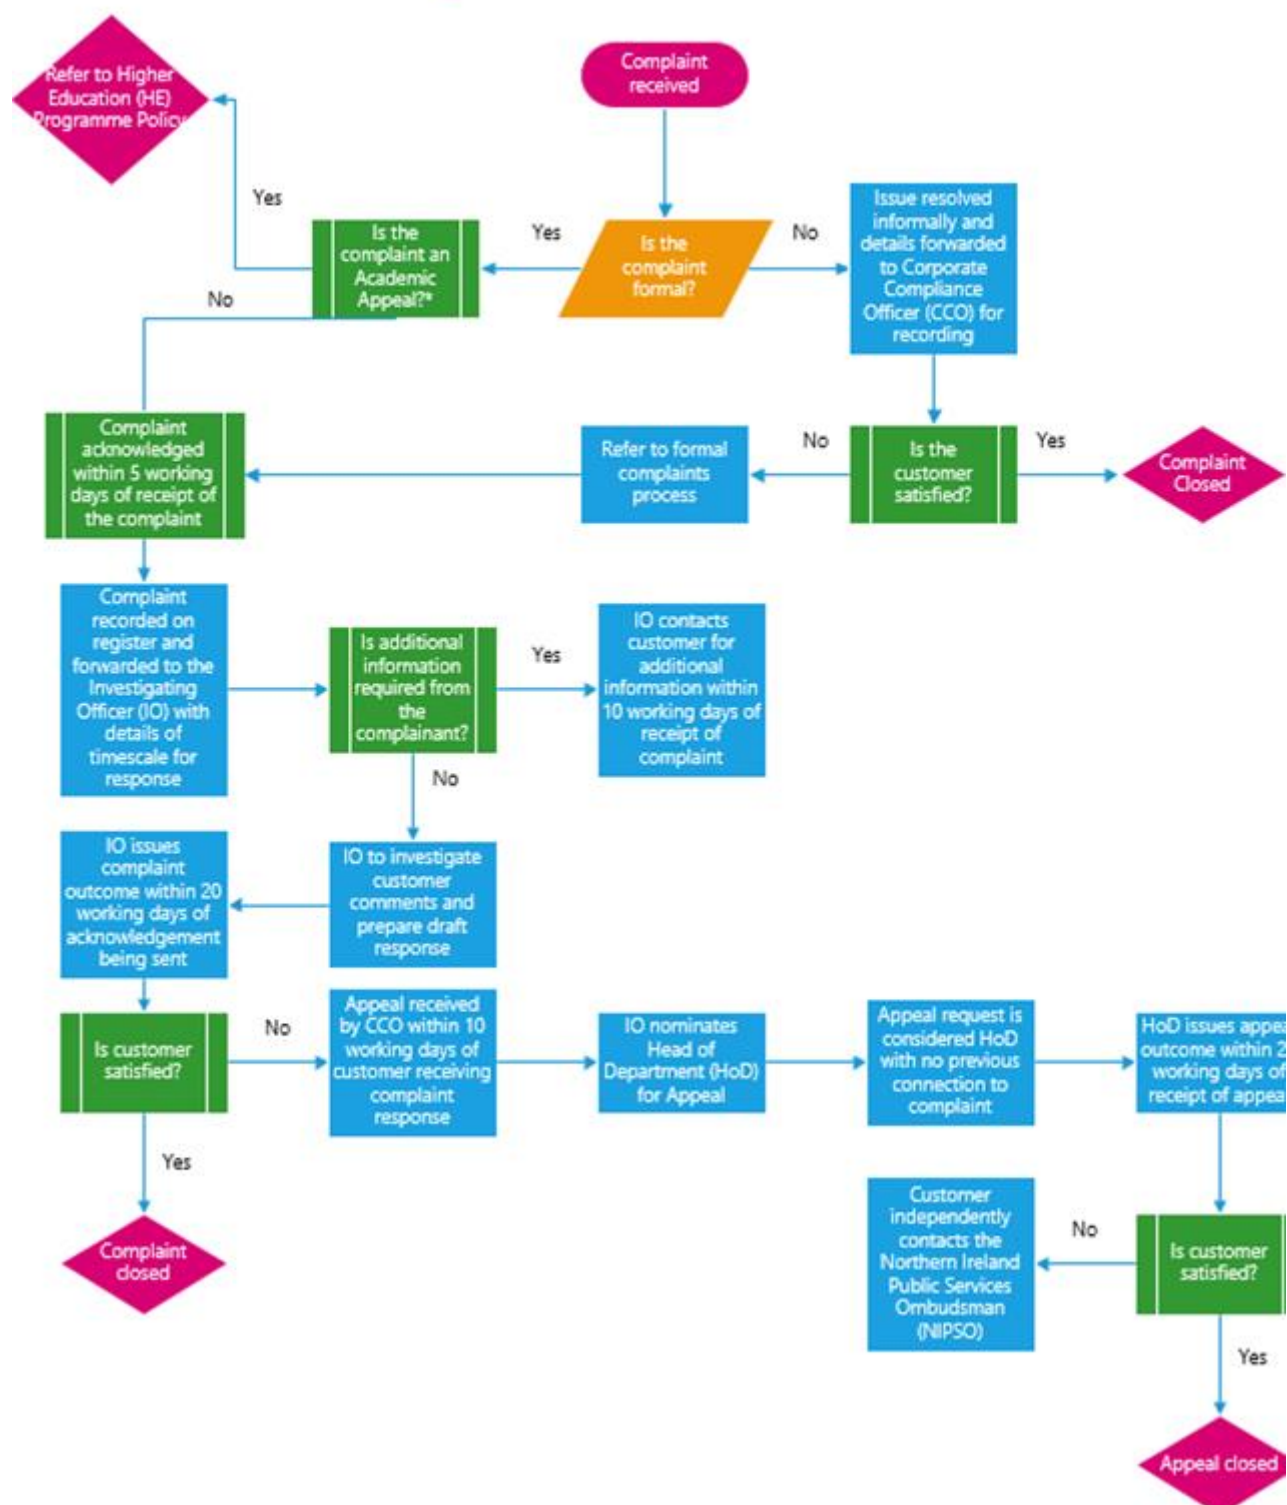 Complaint
received
Refer to Higher
Education (HE)
Programme Policy
Yes
Is the
complaint an
Academic
Appeal?*
Yes
Is the
complaint
formal?
No
Issue resolved
informally and
details forwarded
to Corporate
Compliance
Officer (CCO) for
recording
No
Complaint
acknowledged
within 5 working
days of receipt of
the complaint
Refer to formal
complaints
process
No
Is the
customer
satisfied?
Yes
Complaint
Closed
Complaint
recorded on
register and
forwarded to the
Investigating
Officer (IO) with
details of
timescale for
response
Is additional
information
required from
the
complainant?
Yes
IO contacts
customer for
additional
information within
10 working days of
receipt of
complaint
No
IO issues
complaint
outcome within 20
working days of
acknowledgement
being sent
IO to investigate
customer
comments and
prepare draft
response
Is customer
satisfied?
No
Appeal received
by CCO within 10
working days of
customer receiving
complaint
response
IO nominates
Head of
Department (HoD)
for Appeal
Appeal request is
considered HoD
with no previous
connection to
complaint
HoD issues appea
outcome within 2
working days of
receipt of appea
Yes
Complaint
closed
Customer
independently
contacts the
Northern Ireland
Public Services
Ombudsman
(NIPSO)
No
Is customer
satisfied?
Yes
Appeal closed